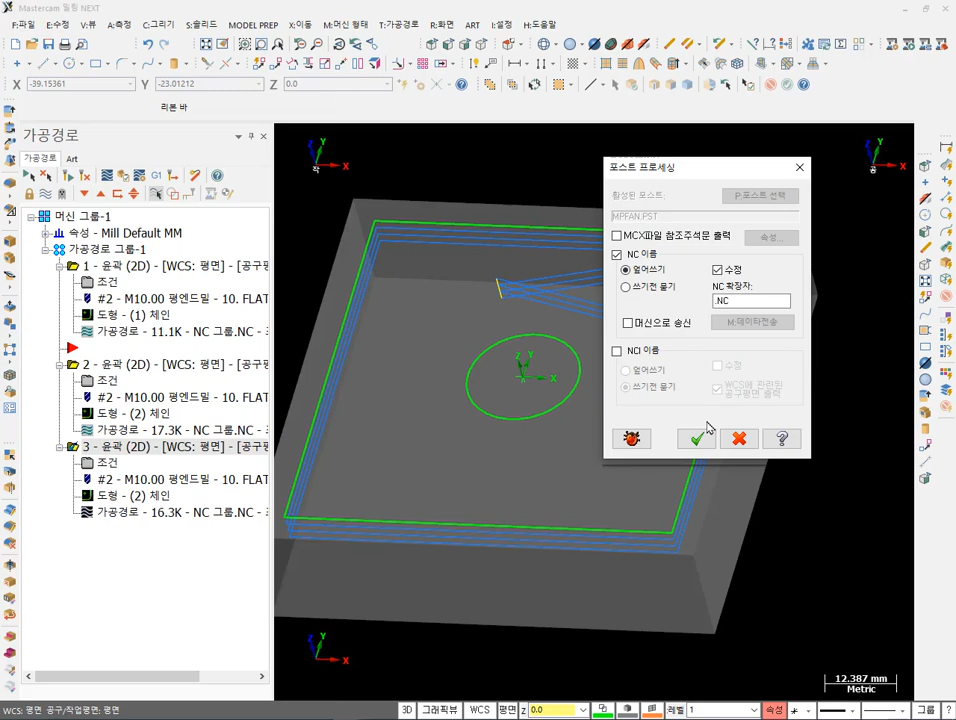 Mastercam 밀링 NEXT
F:파일 E:수정 V:뷰 A:측정 C:그리기 S:솔리드 MODEL PREP X:이동 M:머신 형태 T:가공경로 R:화면 ART I:설정 H:도움말
X -39.15361 Y -23.01212 Z 0.0
리본 바
가공경로
가공경로 Art
G1
머신 그룹-1
속성 - Mill Default MM
가공경로 그룹-1
1 - 윤곽 (2D) - [WCS: 평면] - [공구
조건
#2 - M10.00 평엔드밀 - 10. FLAT
도형 - (1) 체인
가공경로 - 11.1K - NC 그룹.NC -
2 - 윤곽 (2D) - [WCS: 평면] - [공구
조건
#2 - M10.00 평엔드밀 - 10. FLAT
도형 - (2) 체인
가공경로 - 17.3K - NC 그룹.NC -
3 - 윤곽 (2D) - [WCS: 평면] - [공구
조건
#2 - M10.00 평엔드밀 - 10. FLAT
도형 - (2) 체인
가공경로 - 16.3K - NC 그룹.NC -
Z Y X
Z Y X
Z Y X
Z Y X
포스트 프로세싱
활성된 포스트: P:포스트 선택
MPFAN.PST
MCX파일 참조주석문 출력 속성...
NC 이름
덮어쓰기 수정
쓰기전 묻기 NC 확장자:
.NC
머신으로 송신 M:데이타전송
NCI 이름
덮어쓰기 수정
쓰기전 묻기 WCS에 관련된
공구평면 출력
12.387 mm
Metric
WCS: 평면 공구/작업평면: 평면 3D 그래픽뷰 WCS 평면 Z 0.0 레벨 1 속성 그룹 ?